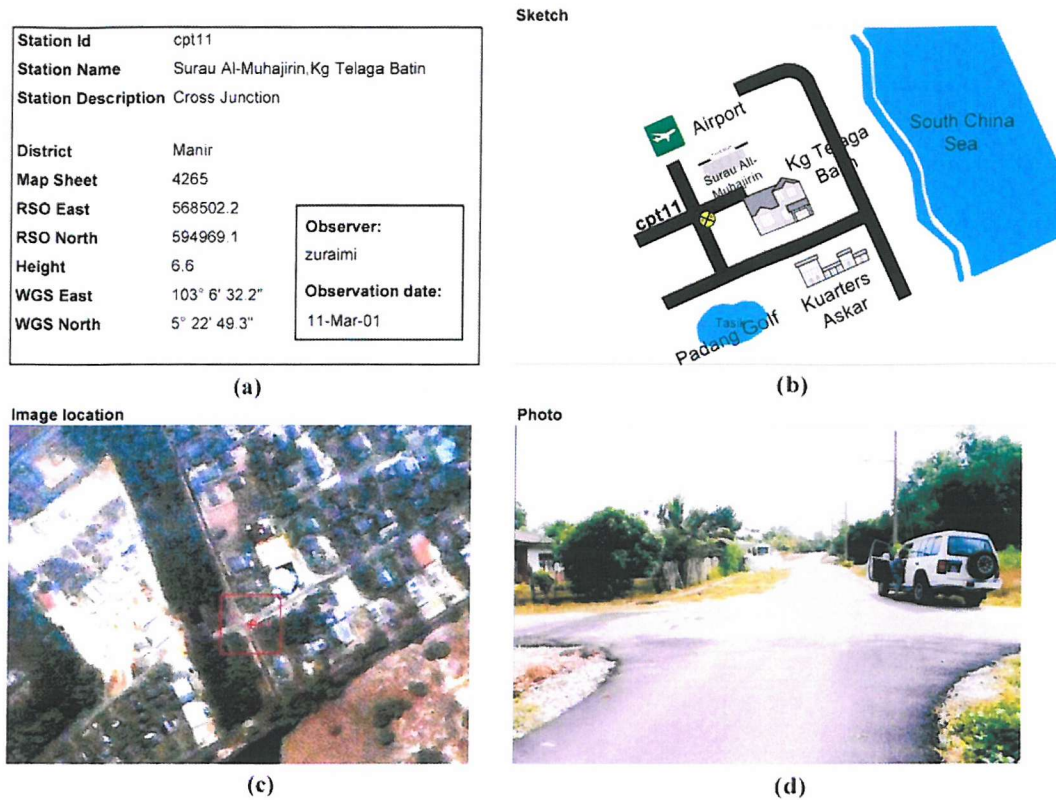 Station Id cpt11
Station Name Surau Al-Muhajirin,Kg Telaga Batin
Station Description Cross Junction
District Manir
Map Sheet 4265
RSO East 568502.2
RSO North 594969.1
Height 6.6
WGS East 103° 6' 32.2"
WGS North 5° 22' 49.3"
Observer:
zuraimi
Observation date:
11-Mar-01
(a)
Sketch
Airport
Surau All-
Muhajirin
Kg Telaga
Batin
cpt11
South China
Sea
Kuarters
Askar
Tasik
Padang Golf
(b)
Image location
(c)
Photo
(d)